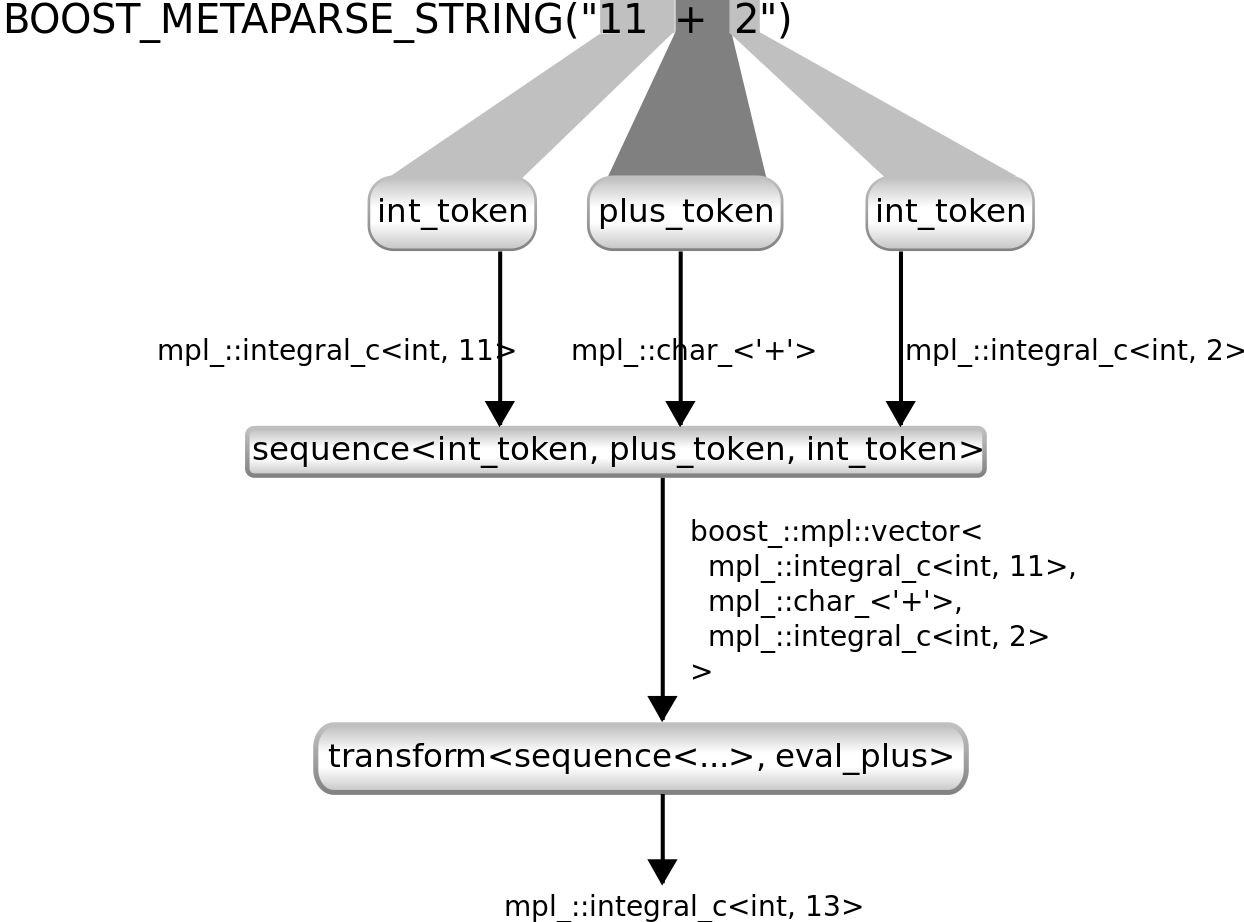 BOOST_METAPARSE_STRING("11 + 2")
int_token
plus_token
int_token
mpl_::integral_c<int, 11>
mpl_::char_<'+'>
mpl_::integral_c<int, 2>
sequence<int_token, plus_token, int_token>
boost_::mpl::vector<
mpl_::integral_c<int, 11>,
mpl_::char_<'+'>,
mpl_::integral_c<int, 2>
>
transform<sequence<...>, eval_plus>
mpl_::integral_c<int, 13>